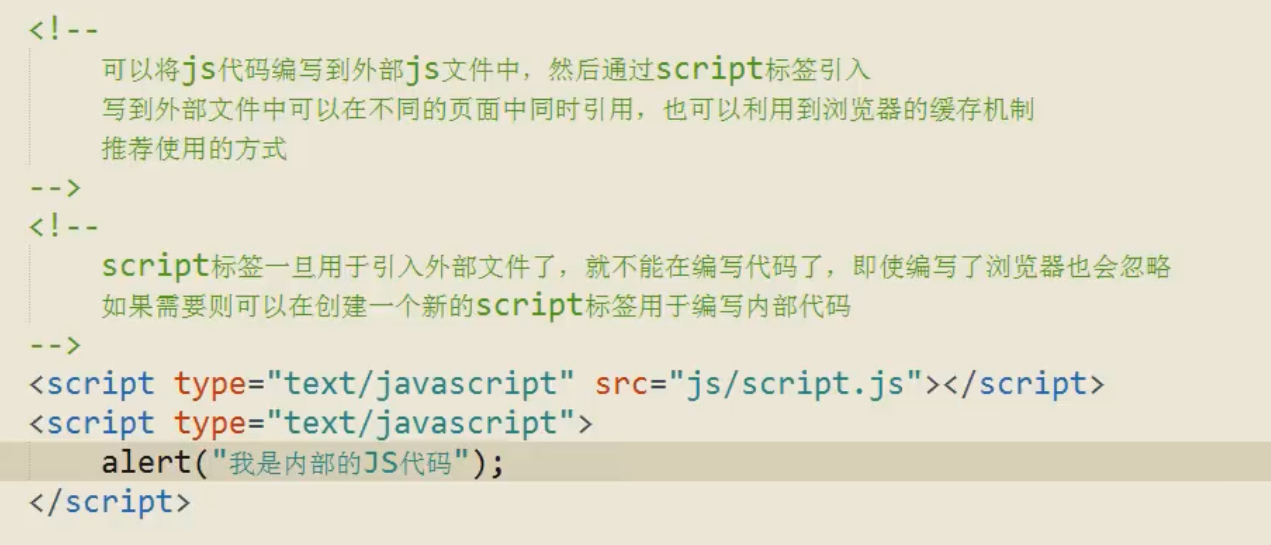 <!--
可以将js代码编写到外部js文件中，然后通过script标签引入
写到外部文件中可以在不同的页面中同时引用，也可以利用到浏览器的缓存机制
推荐使用的方式
-->
<!--
script标签一旦用于引入外部文件了，就不能在编写代码了，即使编写了浏览器也会忽略
如果需要则可以在创建一个新的script标签用于编写内部代码
-->
<script type="text/javascript" src="js/script.js"></script>
<script type="text/javascript">
alert("我是内部的JS代码");
</script>